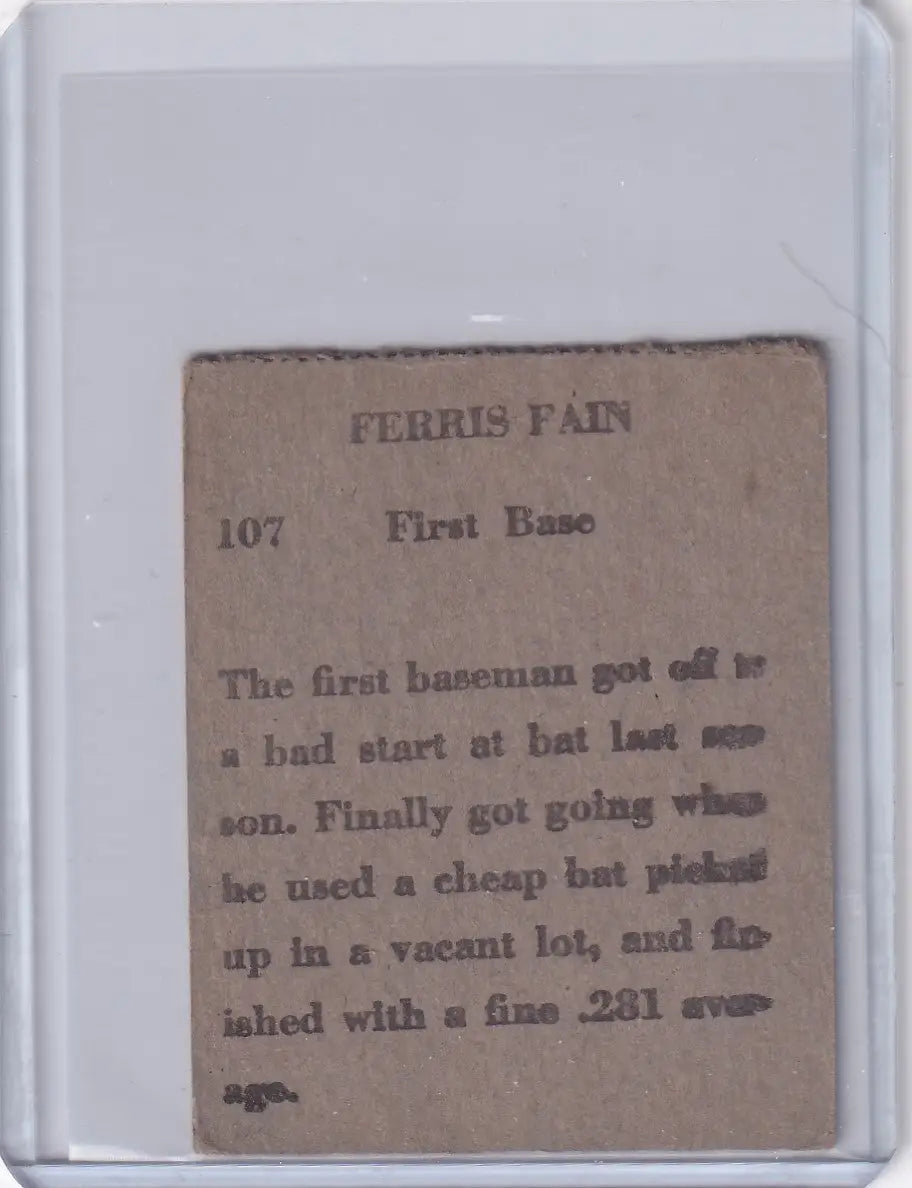 FERRIS FAIN
107 First Base
The first baseman got off to
a bad start at bat last sea-
son. Finally got going when
he used a cheap bat picked
up in a vacant lot, and fin-
ished with a fine .281 aver-
age.